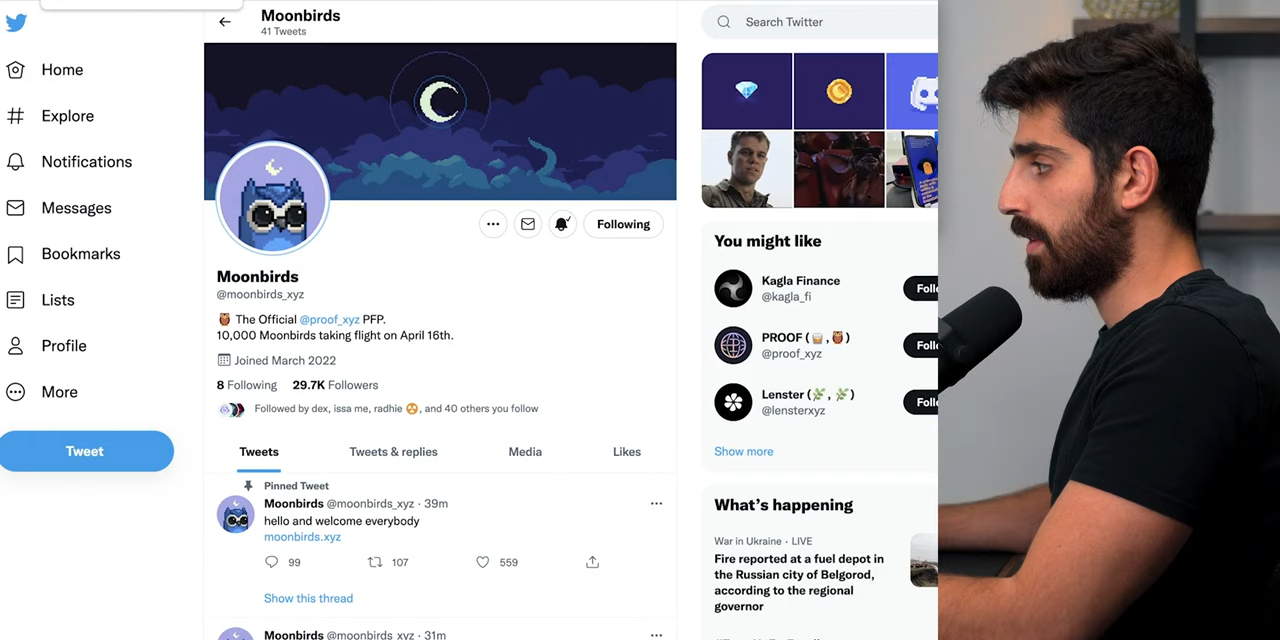 Home
Explore
Notifications
Messages
Bookmarks
Lists
Profile
More
Tweet
Moonbirds
41 Tweets
Following
Moonbirds
@moonbirds_xyz
🦉 The Official @proof_xyz PFP.
10,000 Moonbirds taking flight on April 16th.
Joined March 2022
8 Following 29.7K Followers
Followed by dex, issa me, radhie ☢️, and 40 others you follow
Tweets Tweets & replies Media Likes
Pinned Tweet
Moonbirds @moonbirds_xyz · 39m
hello and welcome everybody
moonbirds.xyz
99 107 559
Show this thread
Moonbirds @moonbirds_xyz · 31m
Search Twitter
You might like
Kagla Finance
@kagla_fi
Foll
PROOF (🥃,🦉)
@proof_xyz
Foll
Lenster (🌿, 🌿)
@lensterxyz
Foll
Show more
What's happening
War in Ukraine · LIVE
Fire reported at a fuel depot in
the Russian city of Belgorod,
according to the regional
governor